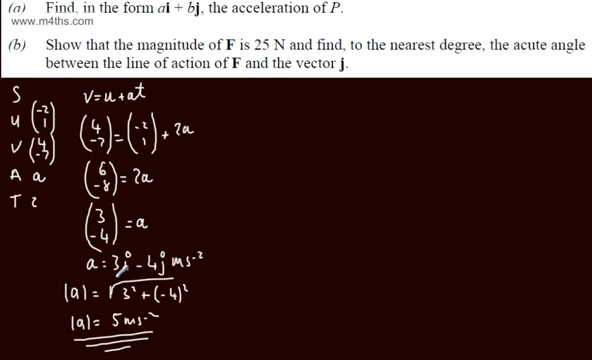 (a) Find, in the form ai + bj, the acceleration of P.
www.m4ths.com
(b) Show that the magnitude of F is 25 N and find, to the nearest degree, the acute angle
between the line of action of F and the vector j.
S
u (-2 1)
V (4 -7)
A a
T 2
V = u + at
(4 -7) = (-2 1) + 2a
(6 -8) = 2a
(3 -4) = a
a = 3i - 4j ms-2
|a| = √3² + (-4)²
|a| = 5ms-2